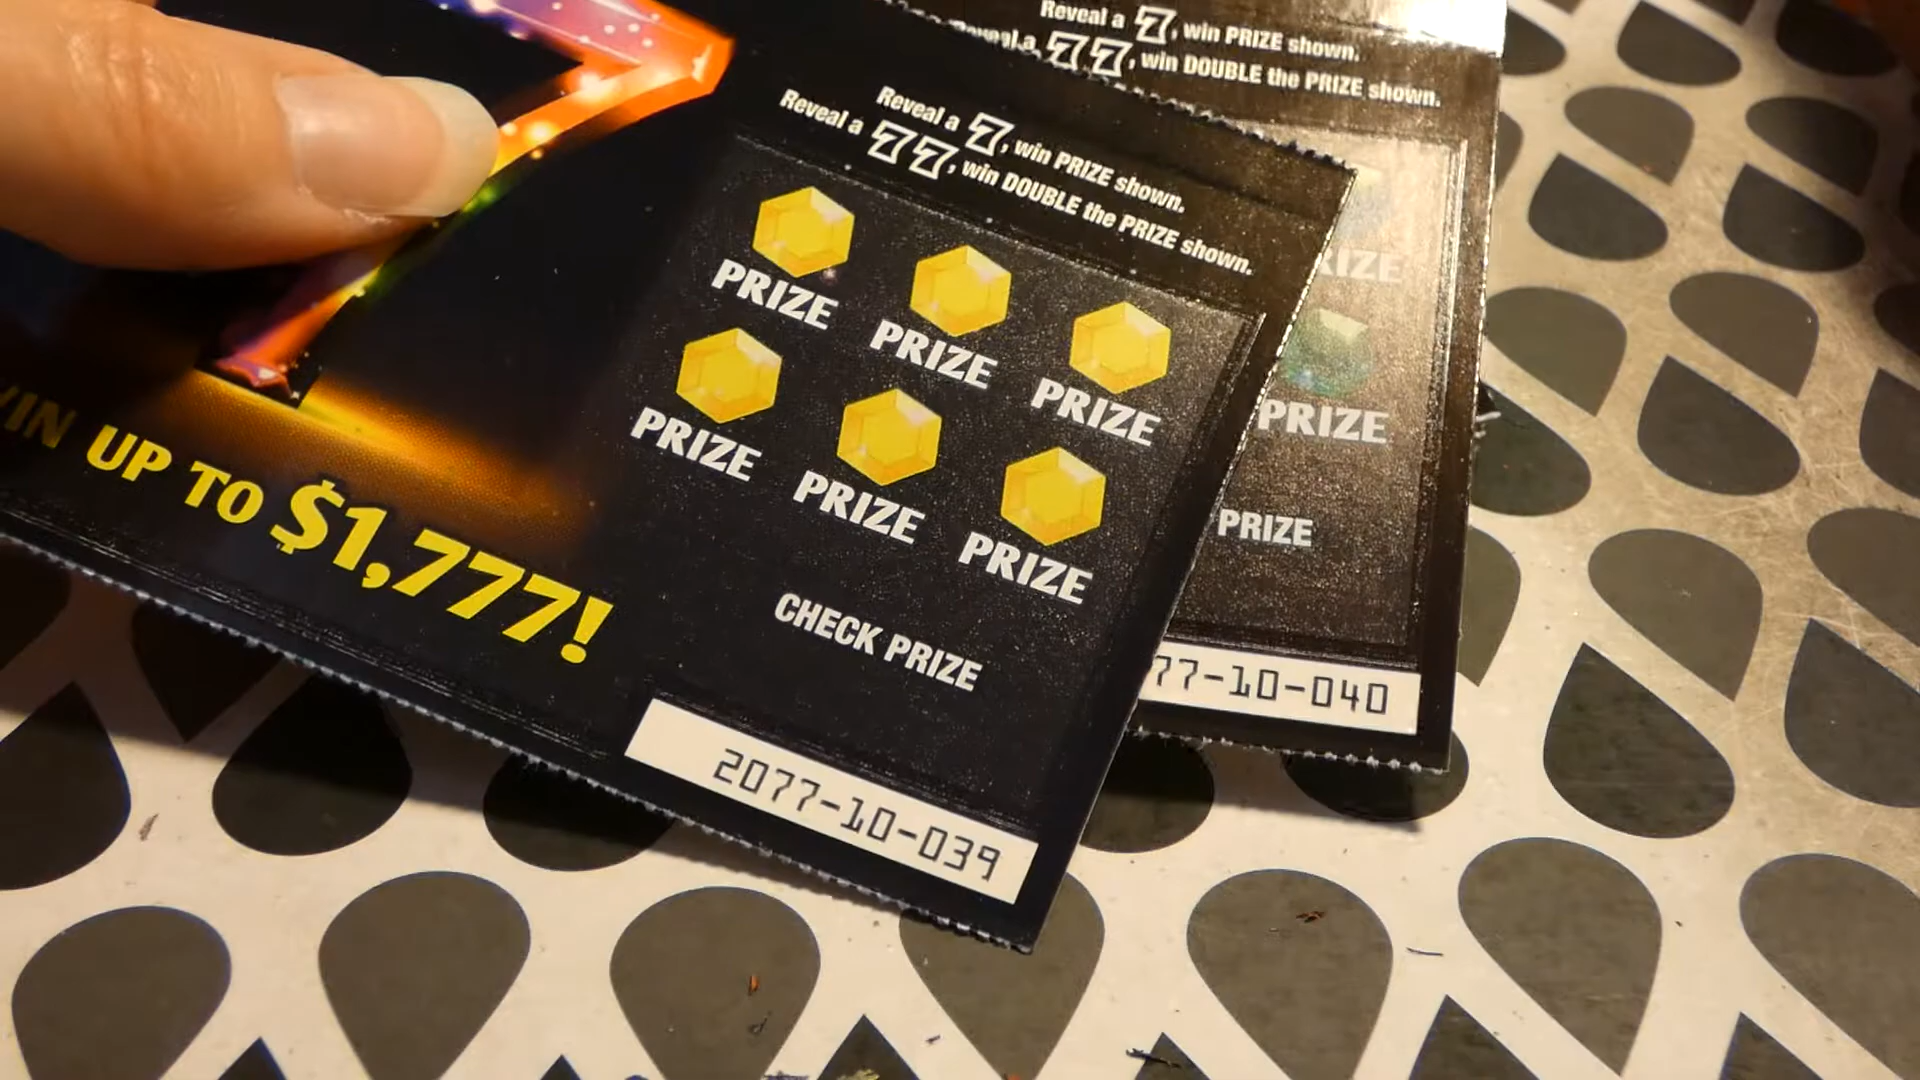 Reveal a 7, win PRIZE shown.
Reveal a 77, win DOUBLE the PRIZE shown.
Reveal a 7, win PRIZE shown.
Reveal a 77, win DOUBLE the PRIZE shown.
PRIZE PRIZE PRIZE
PRIZE PRIZE PRIZE
CHECK PRIZE
WIN UP TO $1,777!
2077-10-039
RIZE
PRIZE
PRIZE
77-10-040